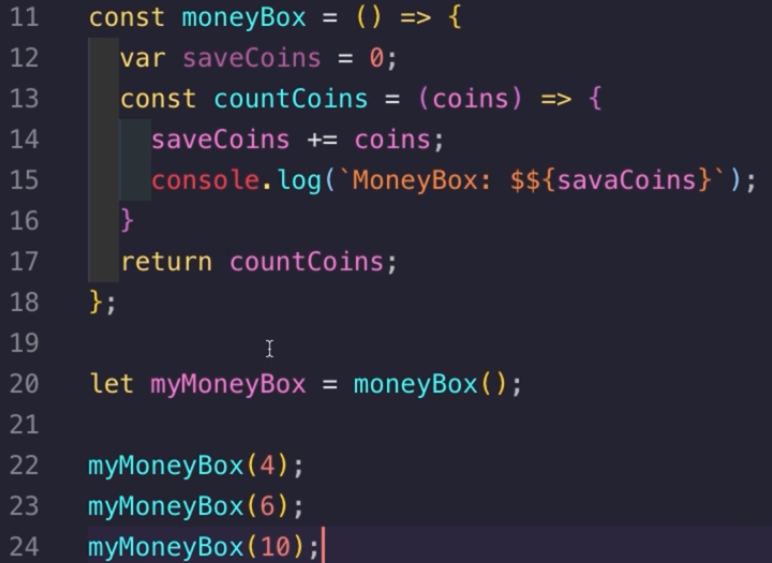 11 const moneyBox = () => {
12 var saveCoins = 0;
13 const countCoins = (coins) => {
14 saveCoins += coins;
15 console.log(`MoneyBox: $${savaCoins}`);
16 }
17 return countCoins;
18 };
19
20 let myMoneyBox = moneyBox();
21
22 myMoneyBox(4);
23 myMoneyBox(6);
24 myMoneyBox(10);